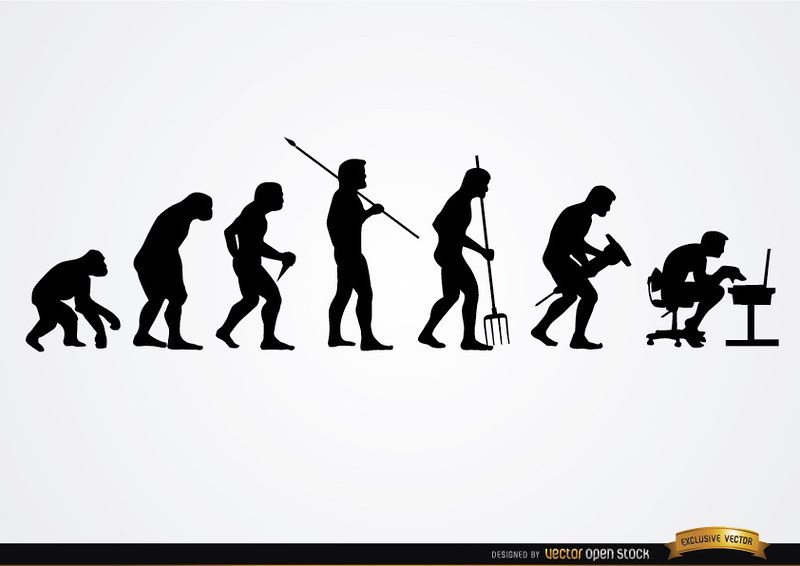 EXCLUSIVE VECTOR
DESIGNED BY vector open stock